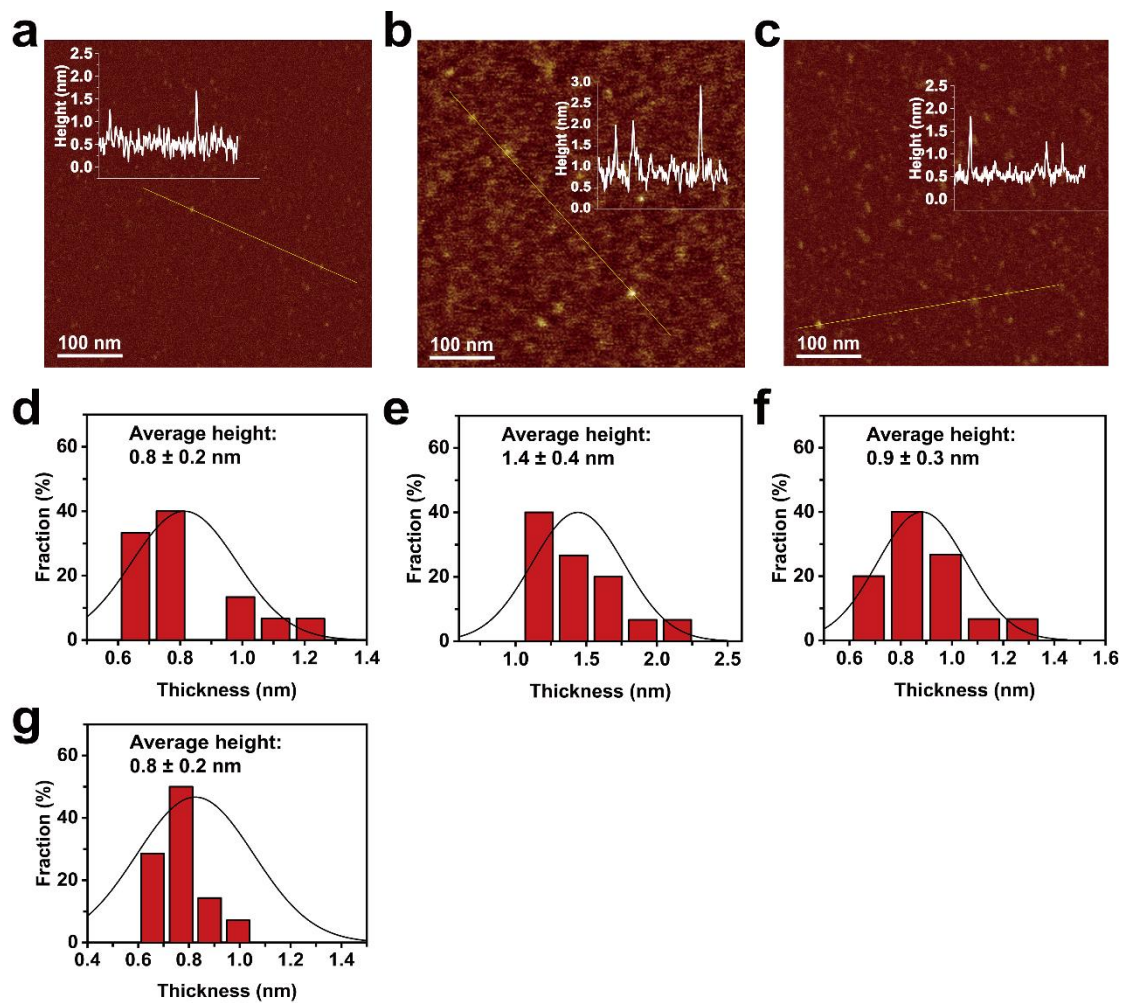 a
2.5
2.0
1.5
1.0
0.5
0.0
Height (nm)
100 nm
b
3.0
2.5
2.0
1.5
1.0
0.5
0.0
Height (nm)
100 nm
c
2.5
2.0
1.5
1.0
0.5
0.0
Height (nm)
100 nm
d
Average height:
0.8 ± 0.2 nm
60
40
20
0
Fraction (%)
0.6 0.8 1.0 1.2 1.4
Thickness (nm)
e
Average height:
1.4 ± 0.4 nm
60
40
20
0
Fraction (%)
1.0 1.5 2.0 2.5
Thickness (nm)
f
Average height:
0.9 ± 0.3 nm
60
40
20
0
Fraction (%)
0.6 0.8 1.0 1.2 1.4 1.6
Thickness (nm)
g
Average height:
0.8 ± 0.2 nm
60
40
20
0
Fraction (%)
0.4 0.6 0.8 1.0 1.2 1.4
Thickness (nm)